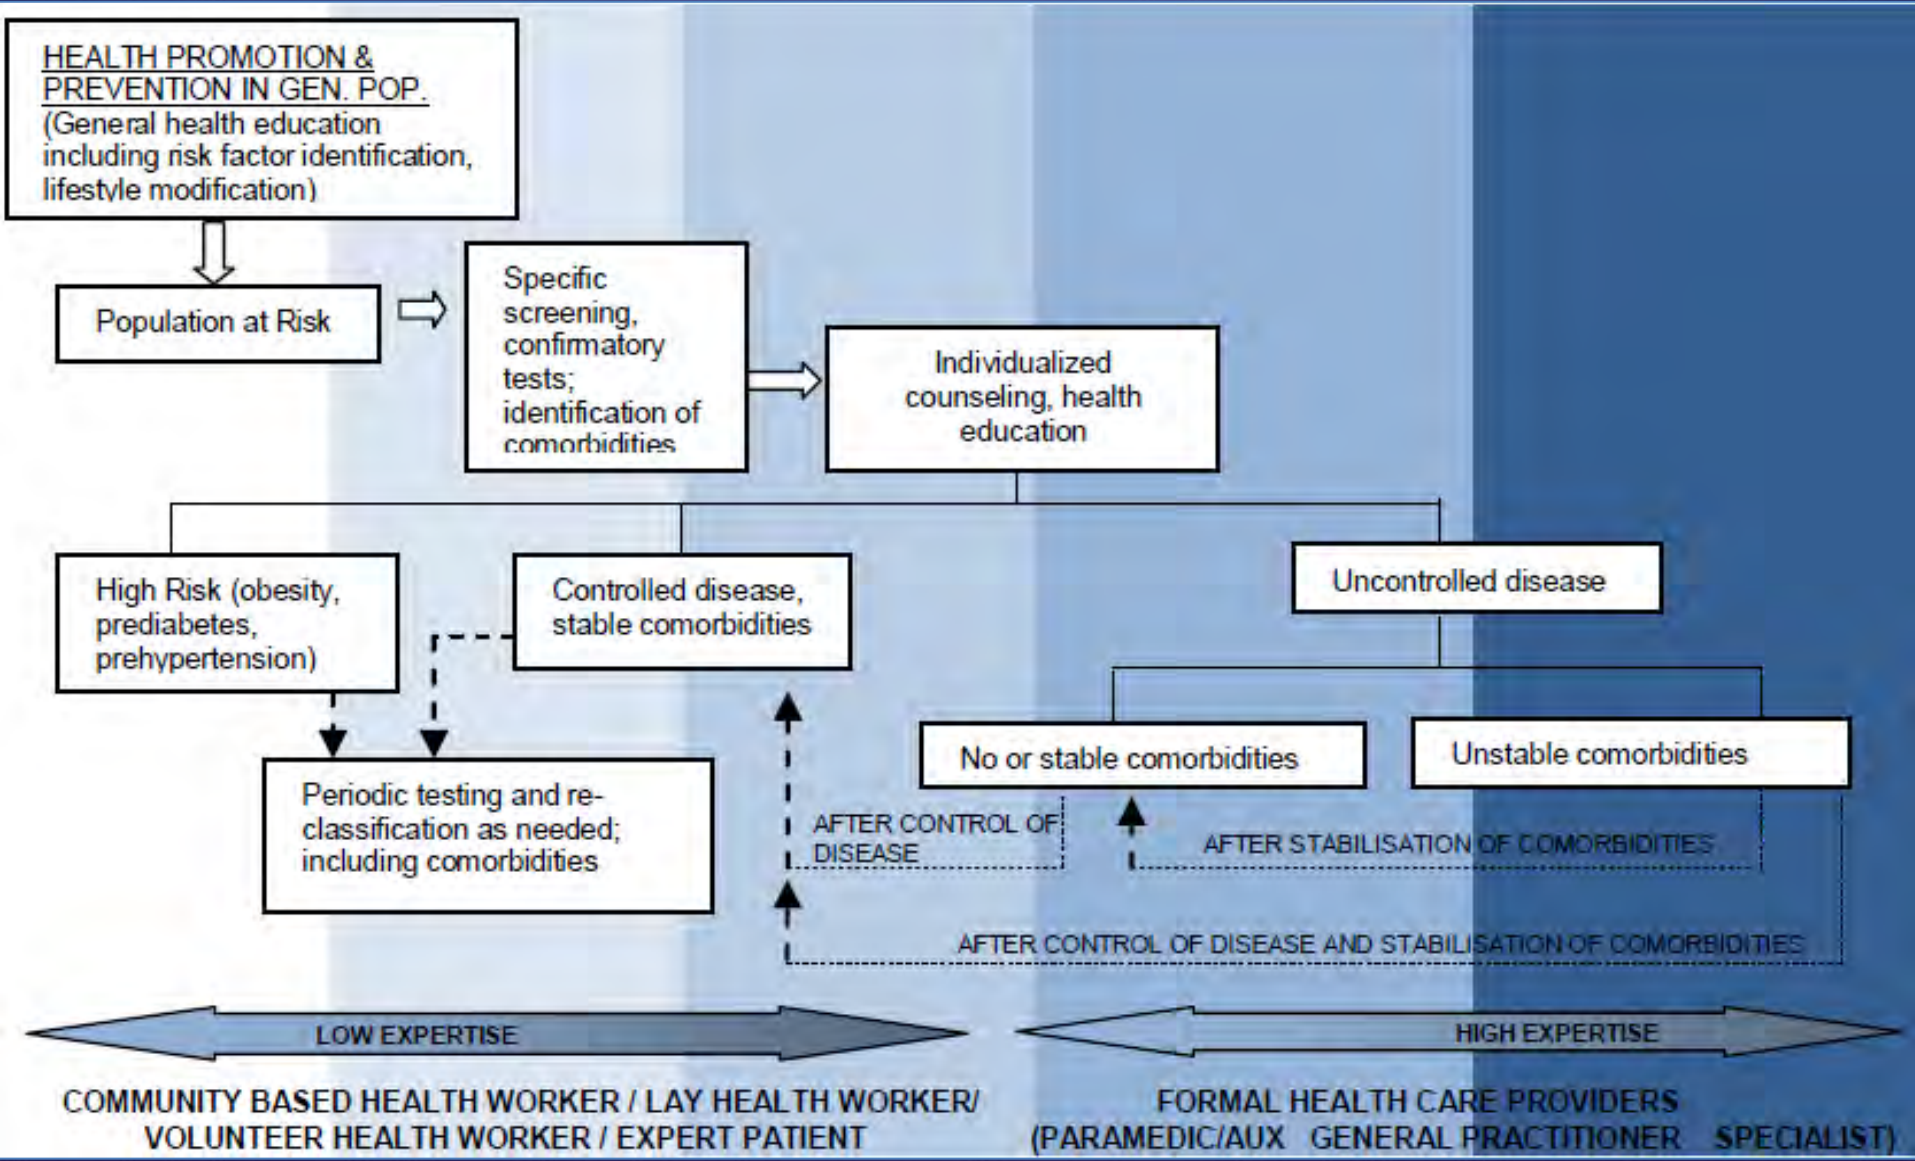 HEALTH PROMOTION &
PREVENTION IN GEN. POP.
(General health education
including risk factor identification,
lifestyle modification)
Population at Risk
Specific
screening,
confirmatory
tests;
identification of
comorbidities
Individualized
counseling, health
education
High Risk (obesity,
prediabetes,
prehypertension)
Controlled disease,
stable comorbidities
Uncontrolled disease
No or stable comorbidities
Unstable comorbidities
Periodic testing and re-
classification as needed;
including comorbidities
AFTER CONTROL OF
DISEASE
AFTER STABILISATION OF COMORBIDITIES
AFTER CONTROL OF DISEASE AND STABILISATION OF COMORBIDITIES
LOW EXPERTISE
HIGH EXPERTISE
COMMUNITY BASED HEALTH WORKER / LAY HEALTH WORKER/
VOLUNTEER HEALTH WORKER / EXPERT PATIENT
FORMAL HEALTH CARE PROVIDERS
(PARAMEDIC/AUX GENERAL PRACTITIONER SPECIALIST)